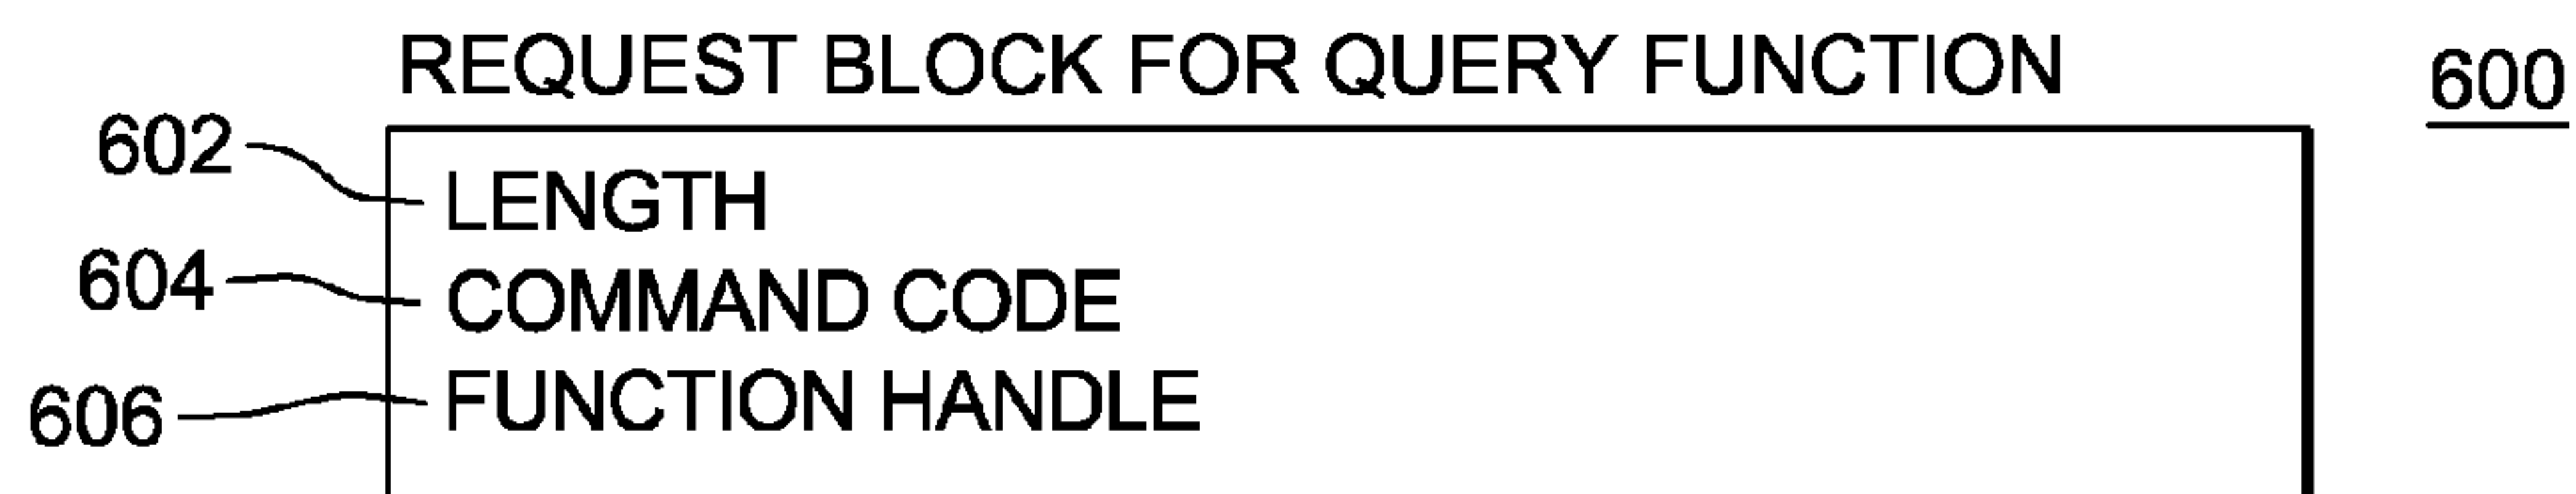 REQUEST BLOCK FOR QUERY FUNCTION 600
602 LENGTH
604 COMMAND CODE
606 FUNCTION HANDLE